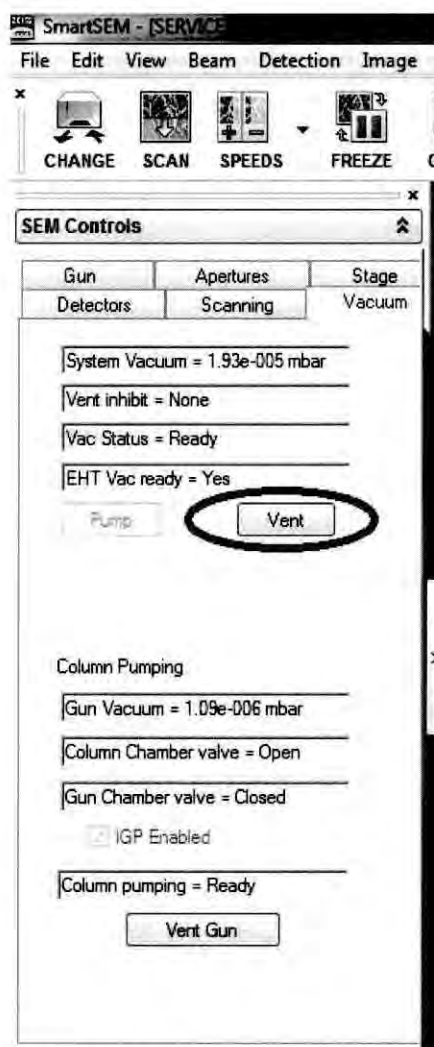 SmartSEM - [SERVICE
File Edit View Beam Detection Image
CHANGE SCAN SPEEDS FREEZE
SEM Controls
Gun Apertures Stage
Detectors Scanning Vacuum
System Vacuum = 1.93e-005 mbar
Vent inhibit = None
Vac Status = Ready
EHT Vac ready = Yes
Pump Vent
Column Pumping
Gun Vacuum = 1.09e-006 mbar
Column Chamber valve = Open
Gun Chamber valve = Closed
IGP Enabled
Column pumping = Ready
Vent Gun